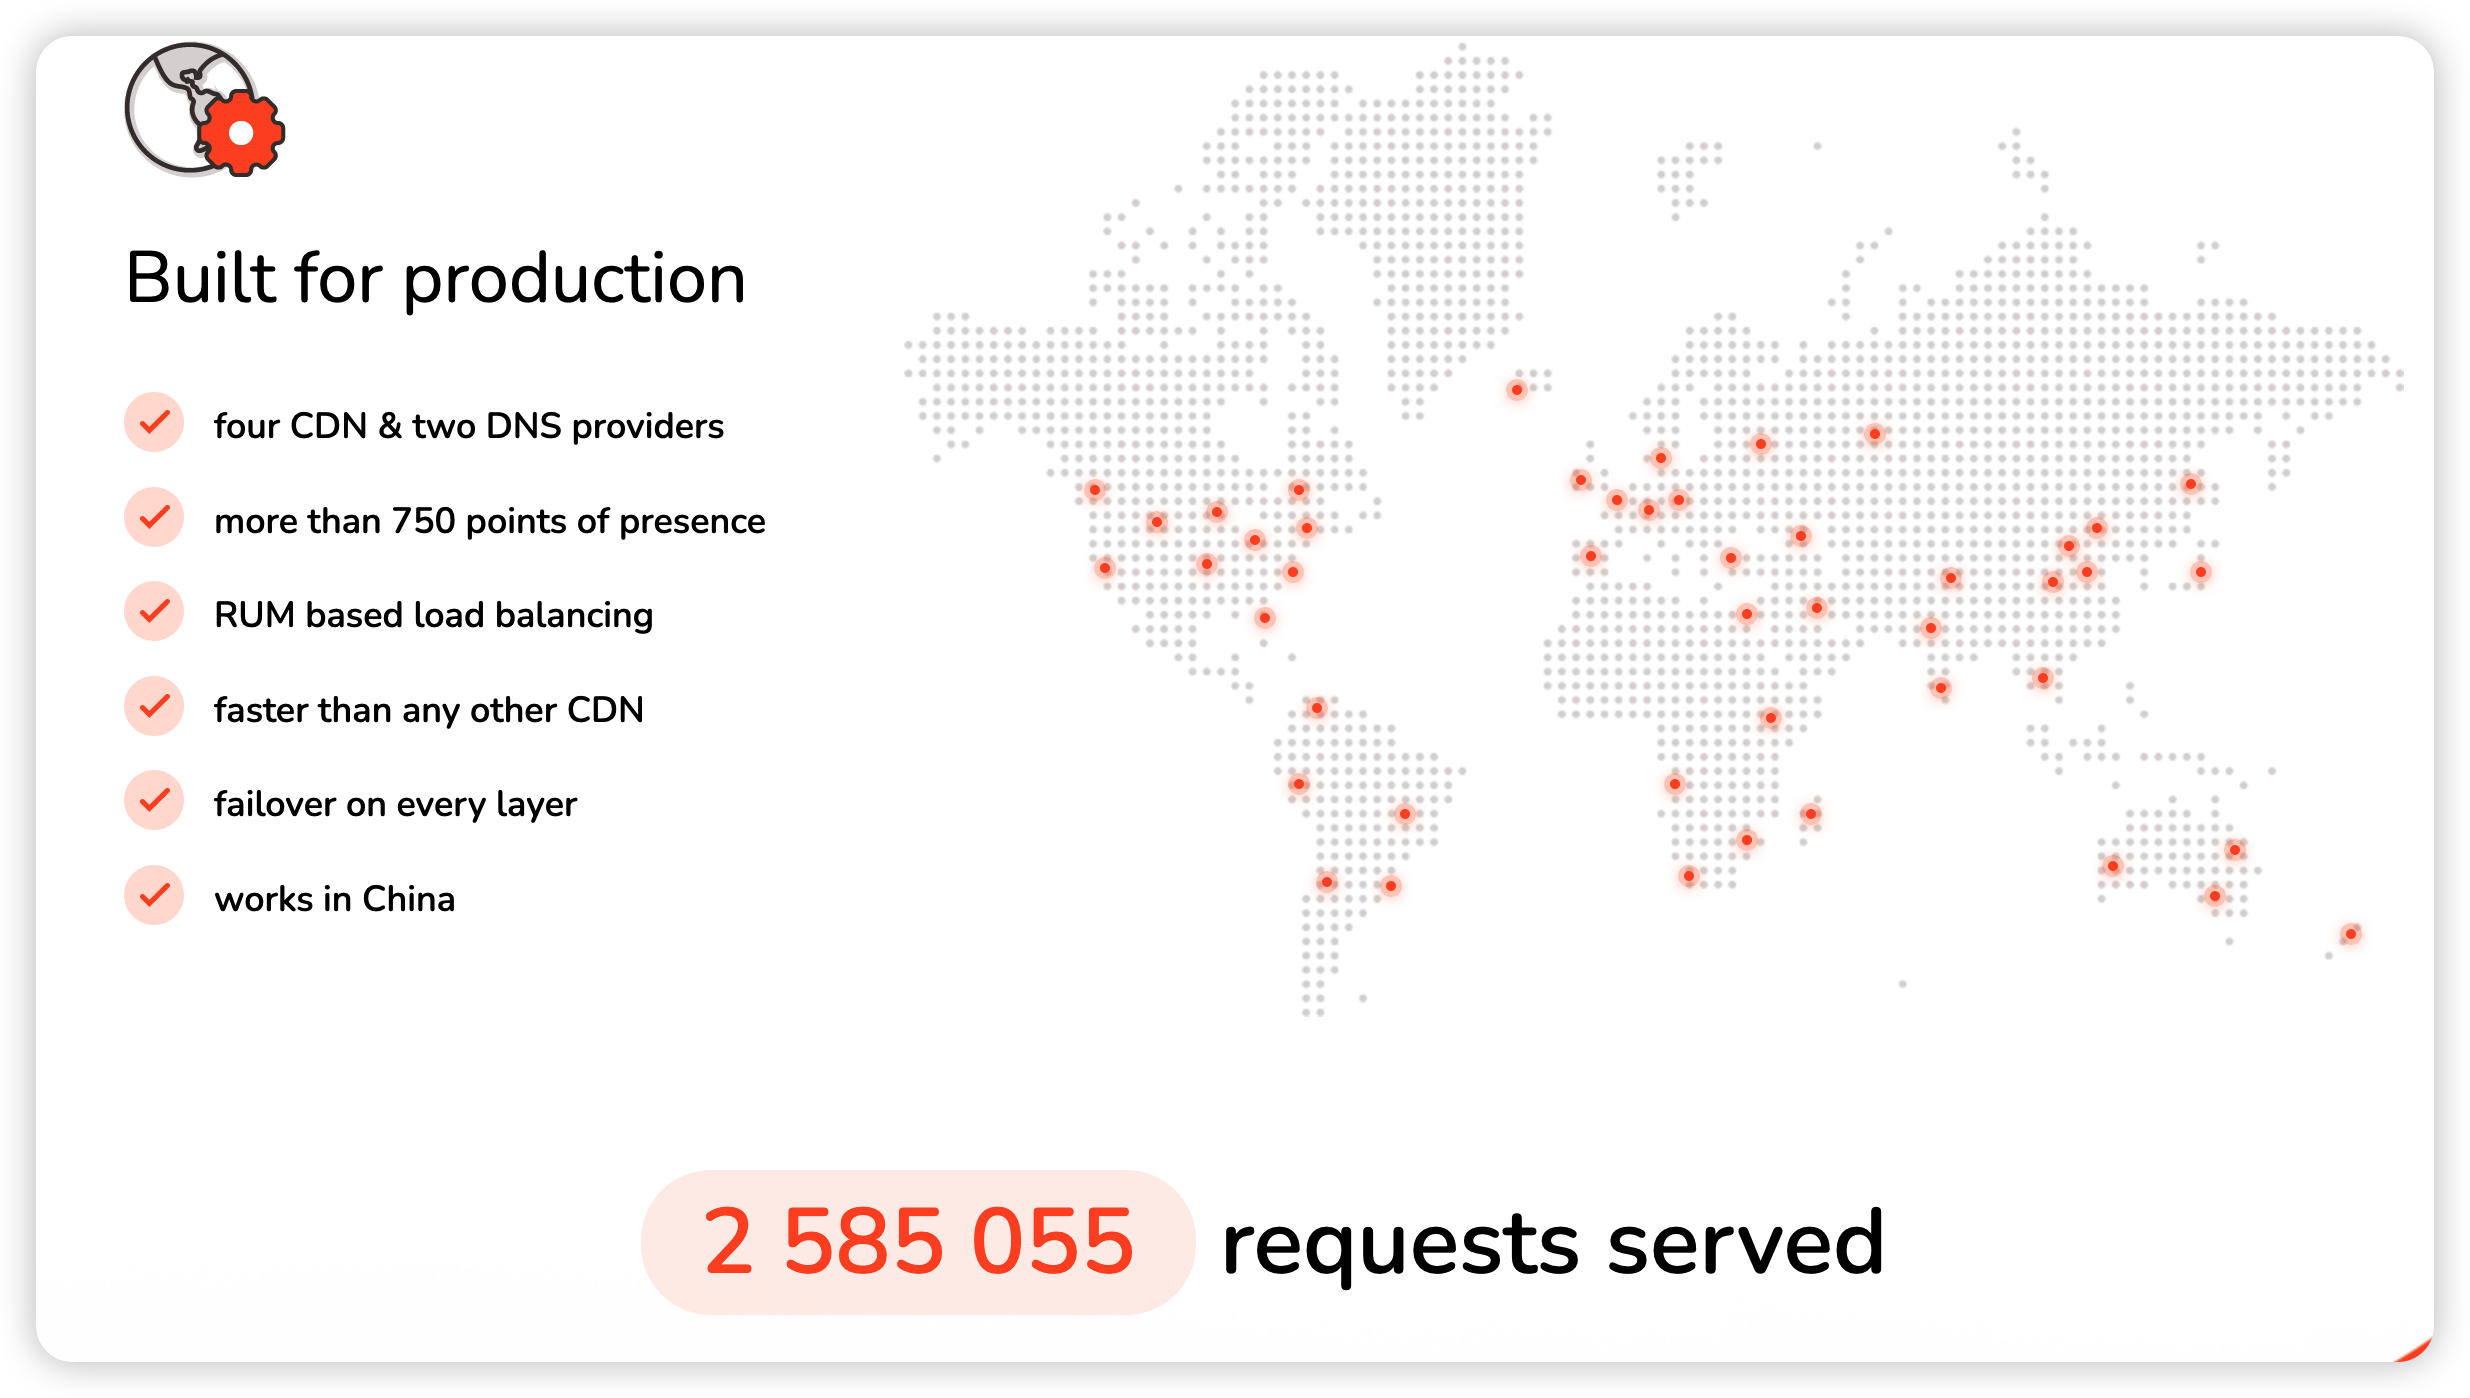 Built for production
four CDN & two DNS providers
more than 750 points of presence
RUM based load balancing
faster than any other CDN
failover on every layer
works in China
2 585 055 requests served